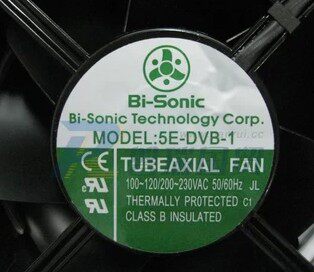 Bi-Sonic
Bi-Sonic Technology Corp.
MODEL:5E-DVB-1
TUBEAXIAL FAN
100~120/200~230VAC 50/60Hz JL
THERMALLY PROTECTED C1
CLASS B INSULATED